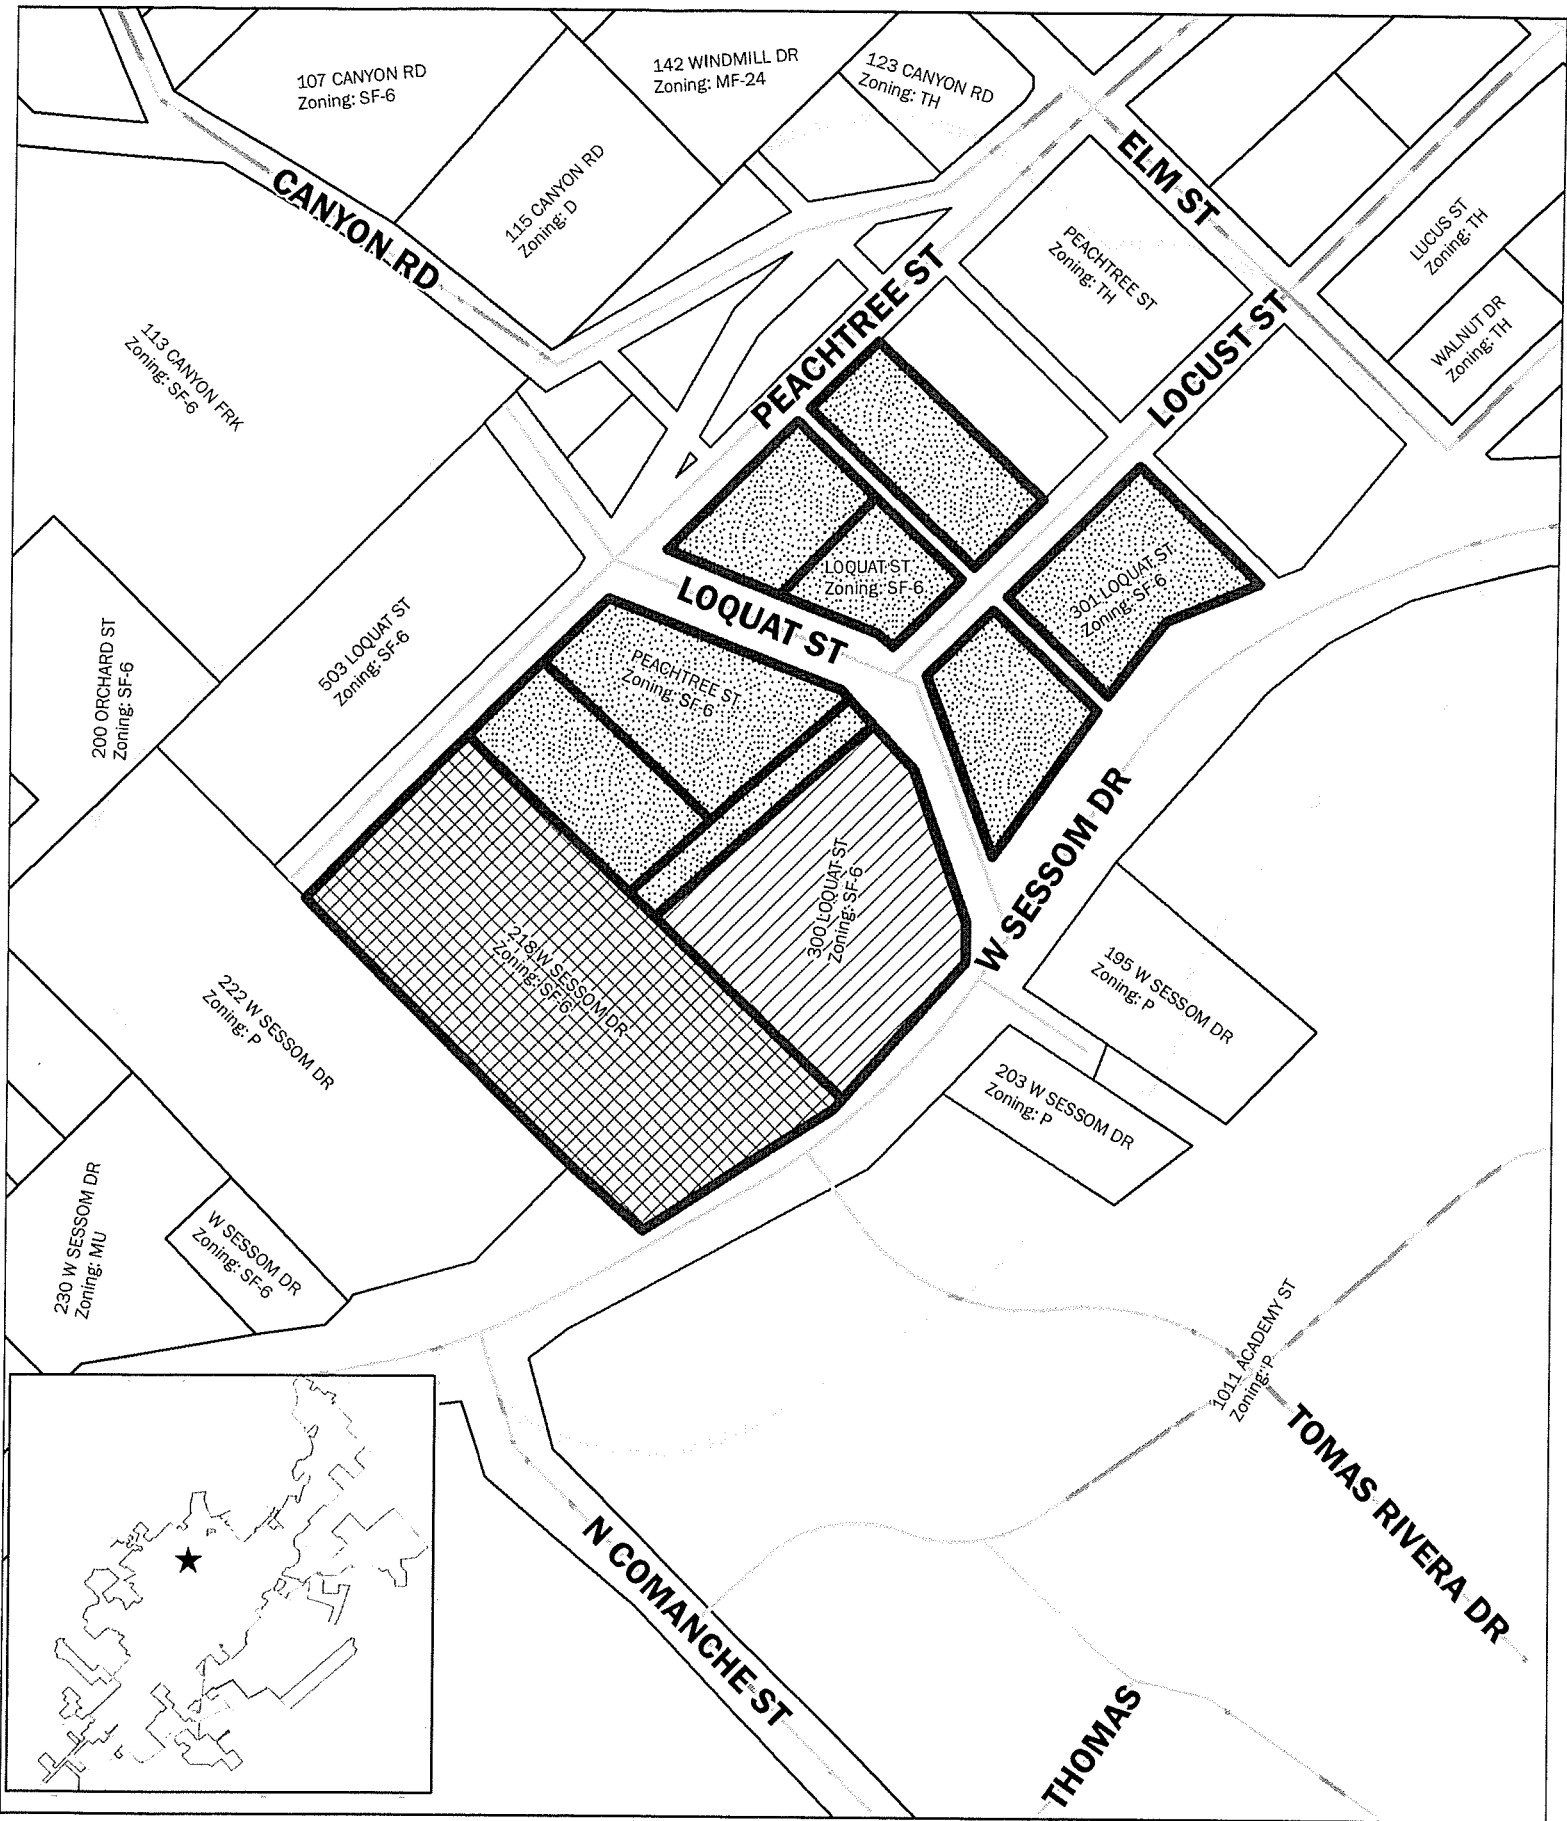 107 CANYON RD
Zoning: SF-6
142 WINDMILL DR
Zoning: MF-24
123 CANYON RD
Zoning: TH
ELM ST
CANYON RD
115 CANYON RD
Zoning: D
PEACHTREE ST
Zoning: TH
LUCUS ST
Zoning: TH
WALNUT DR
Zoning: TH
PEACHTREE ST
LOCUST ST
113 CANYON FRK
Zoning: SF-6
LOQUAT ST
Zoning: SF-6
301 LOQUAT ST
Zoning: SF-6
LOQUAT ST
503 LOQUAT ST
Zoning: SF-6
200 ORCHARD ST
Zoning: SF-6
PEACHTREE ST
Zoning: SF-6
W SESSOM DR
300 LOQUAT ST
Zoning: SF-6
218 W SESSOM DR
Zoning: SF-6
195 W SESSOM DR
Zoning: P
222 W SESSOM DR
Zoning: P
203 W SESSOM DR
Zoning: P
230 W SESSOM DR
Zoning: MU
W SESSOM DR
Zoning: SF-6
1011 ACADEMY ST
Zoning: P
TOMAS RIVERA DR
N COMANCHE ST
THOMAS